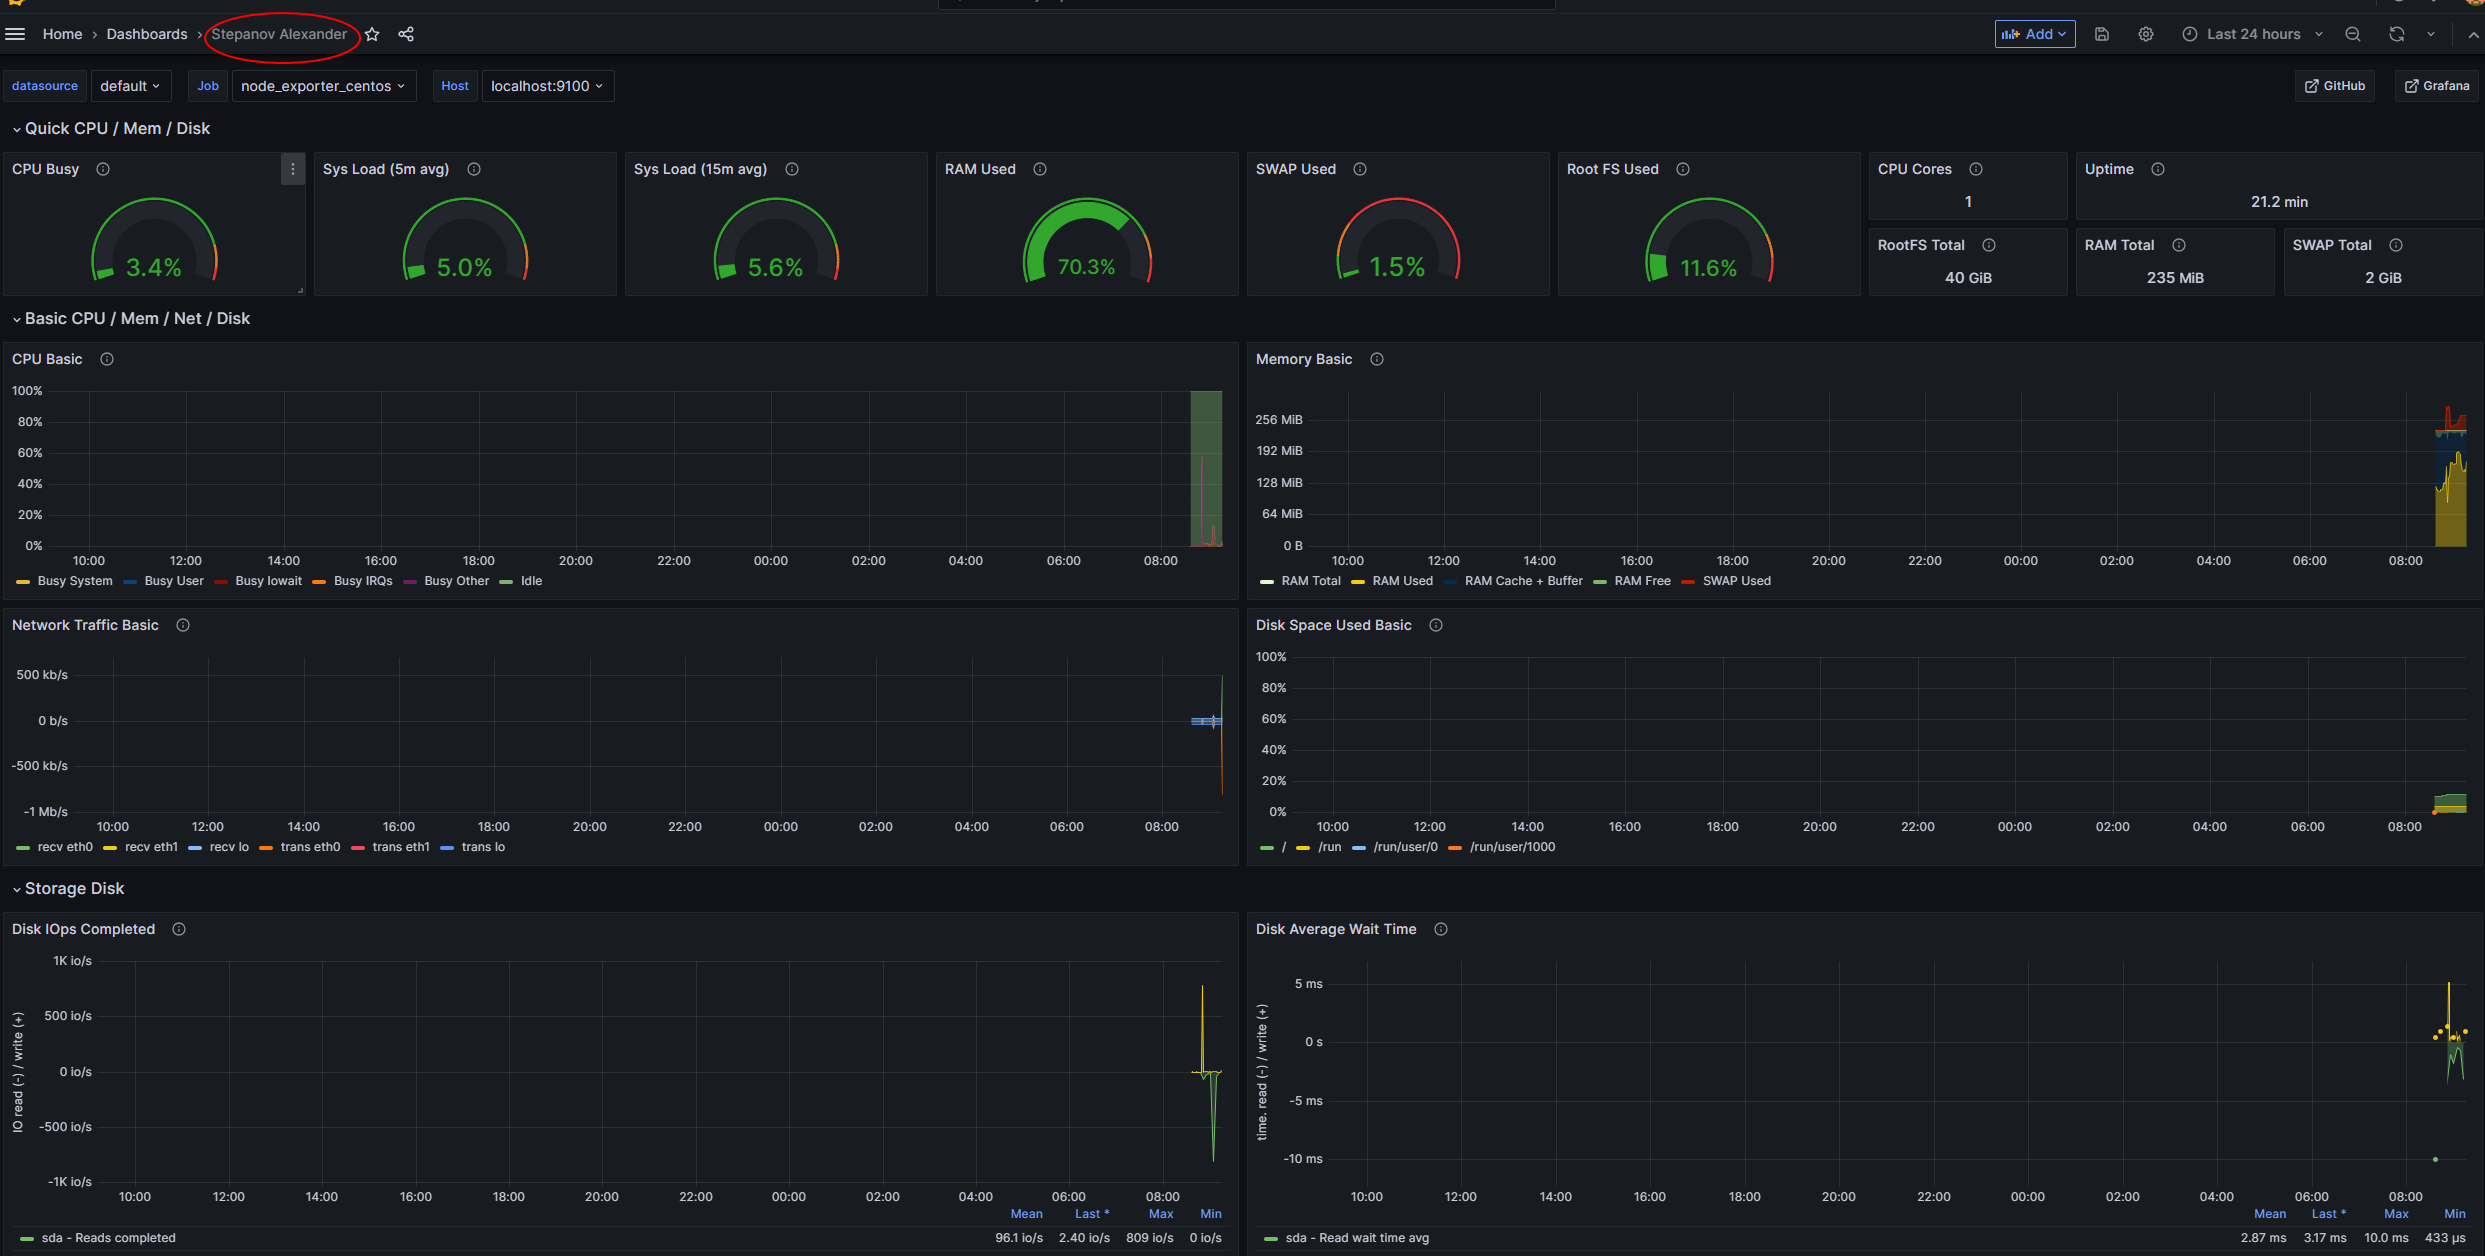 Home › Dashboards › Stepanov Alexander
Add
Last 24 hours
datasource default Job node_exporter_centos Host localhost:9100
GitHub Grafana
Quick CPU / Mem / Disk
CPU Busy
3.4%
Sys Load (5m avg)
5.0%
Sys Load (15m avg)
5.6%
RAM Used
70.3%
SWAP Used
1.5%
Root FS Used
11.6%
CPU Cores
1
Uptime
21.2 min
RootFS Total
40 GiB
RAM Total
235 MiB
SWAP Total
2 GiB
Basic CPU / Mem / Net / Disk
CPU Basic
100%
80%
60%
40%
20%
0%
10:00 12:00 14:00 16:00 18:00 20:00 22:00 00:00 02:00 04:00 06:00 08:00
Busy System Busy User Busy Iowait Busy IRQs Busy Other Idle
Memory Basic
256 MiB
192 MiB
128 MiB
64 MiB
0 B
10:00 12:00 14:00 16:00 18:00 20:00 22:00 00:00 02:00 04:00 06:00 08:00
RAM Total RAM Used RAM Cache + Buffer RAM Free SWAP Used
Network Traffic Basic
500 kb/s
0 b/s
-500 kb/s
-1 Mb/s
10:00 12:00 14:00 16:00 18:00 20:00 22:00 00:00 02:00 04:00 06:00 08:00
recv eth0 recv eth1 recv lo trans eth0 trans eth1 trans lo
Disk Space Used Basic
100%
80%
60%
40%
20%
0%
10:00 12:00 14:00 16:00 18:00 20:00 22:00 00:00 02:00 04:00 06:00 08:00
/ /run /run/user/0 /run/user/1000
Storage Disk
Disk IOps Completed
IO read (-) / write (+)
1K io/s
500 io/s
0 io/s
-500 io/s
-1K io/s
10:00 12:00 14:00 16:00 18:00 20:00 22:00 00:00 02:00 04:00 06:00 08:00
Mean Last * Max Min
sda - Reads completed 96.1 io/s 2.40 io/s 809 io/s 0 io/s
Disk Average Wait Time
time. read (-) / write (+)
5 ms
0 s
-5 ms
-10 ms
10:00 12:00 14:00 16:00 18:00 20:00 22:00 00:00 02:00 04:00 06:00 08:00
Mean Last * Max Min
sda - Read wait time avg 2.87 ms 3.17 ms 10.0 ms 433 µs